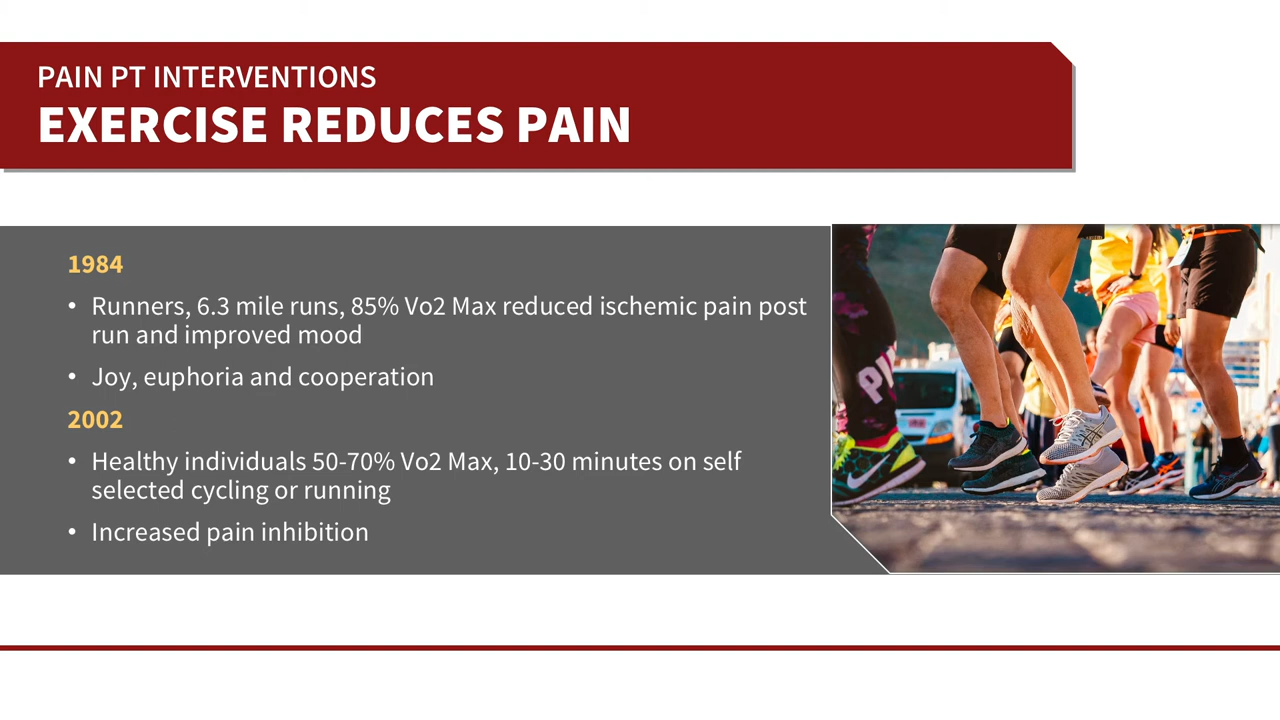 PAIN PT INTERVENTIONS
EXERCISE REDUCES PAIN
1984
• Runners, 6.3 mile runs, 85% Vo2 Max reduced ischemic pain post
run and improved mood
• Joy, euphoria and cooperation
2002
• Healthy individuals 50-70% Vo2 Max, 10-30 minutes on self
selected cycling or running
• Increased pain inhibition